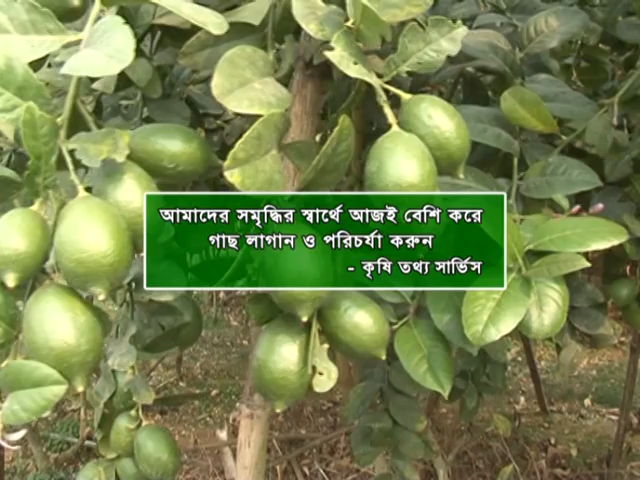 আমাদের সমৃদ্ধির স্বার্থে আজই বেশি করে
গাছ লাগান ও পরিচর্যা করুন
- কৃষি তথ্য সার্ভিস